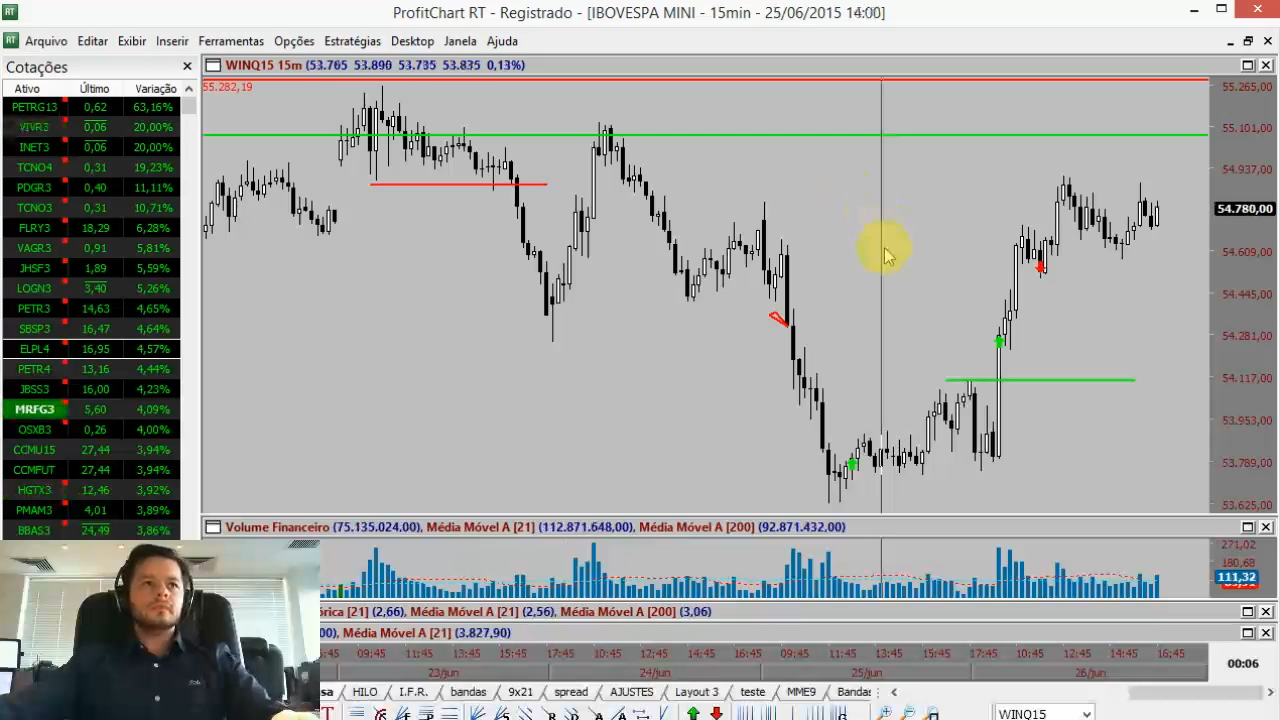 ProfitChart RT - Registrado - [IBOVESPA MINI - 15min - 25/06/2015 14:00]
RT Arquivo Editar Exibir Inserir Ferramentas Opções Estratégias Desktop Janela Ajuda
Cotações
WINQ15 15m (53.765 53.890 53.735 53.835 0,13%)
Ativo Último Variação
PETRG13 0,62 63,16%
VIVR3 0,06 20,00%
INET3 0,06 20,00%
TCNO4 0,31 19,23%
PDGR3 0,40 11,11%
TCNO3 0,31 10,71%
FLRY3 18,29 6,28%
VAGR3 0,91 5,81%
JHSF3 1,89 5,59%
LOGN3 3,40 5,26%
PETR3 14,63 4,65%
SBSP3 16,47 4,64%
ELPL4 16,95 4,57%
PETR4 13,16 4,44%
JBSS3 16,00 4,23%
MRFG3 5,60 4,09%
OSXB3 0,26 4,00%
CCMU15 27,44 3,94%
CCMFUT 27,44 3,94%
HGTX3 12,46 3,92%
PMAM3 4,01 3,89%
BBAS3 24,49 3,86%
55.282,19
55.265,00
55.101,00
54.937,00
54.780,00
54.609,00
54.445,00
54.281,00
54.117,00
53.953,00
53.789,00
53.625,00
Volume Financeiro (75.135.024,00), Média Móvel A [21] (112.871.648,00), Média Móvel A [200] (92.871.432,00)
271,02
180,68
111,32
órica [21] (2,66), Média Móvel A [21] (2,56), Média Móvel A [200] (3,06)
00), Média Móvel A [21] (3.827,90)
:45 09:45 11:45 13:45 15:45 17:45 10:45 12:45 14:45 16:45 09:45 11:45 13:45 15:45 17:45 10:45 12:45 14:45 16:45
23/jun 24/jun 25/jun 26/jun
00:06
sa HILO I.F.R. bandas 9x21 spread AJUSTES Layout 3 teste MME9 Bandas
WINQ15